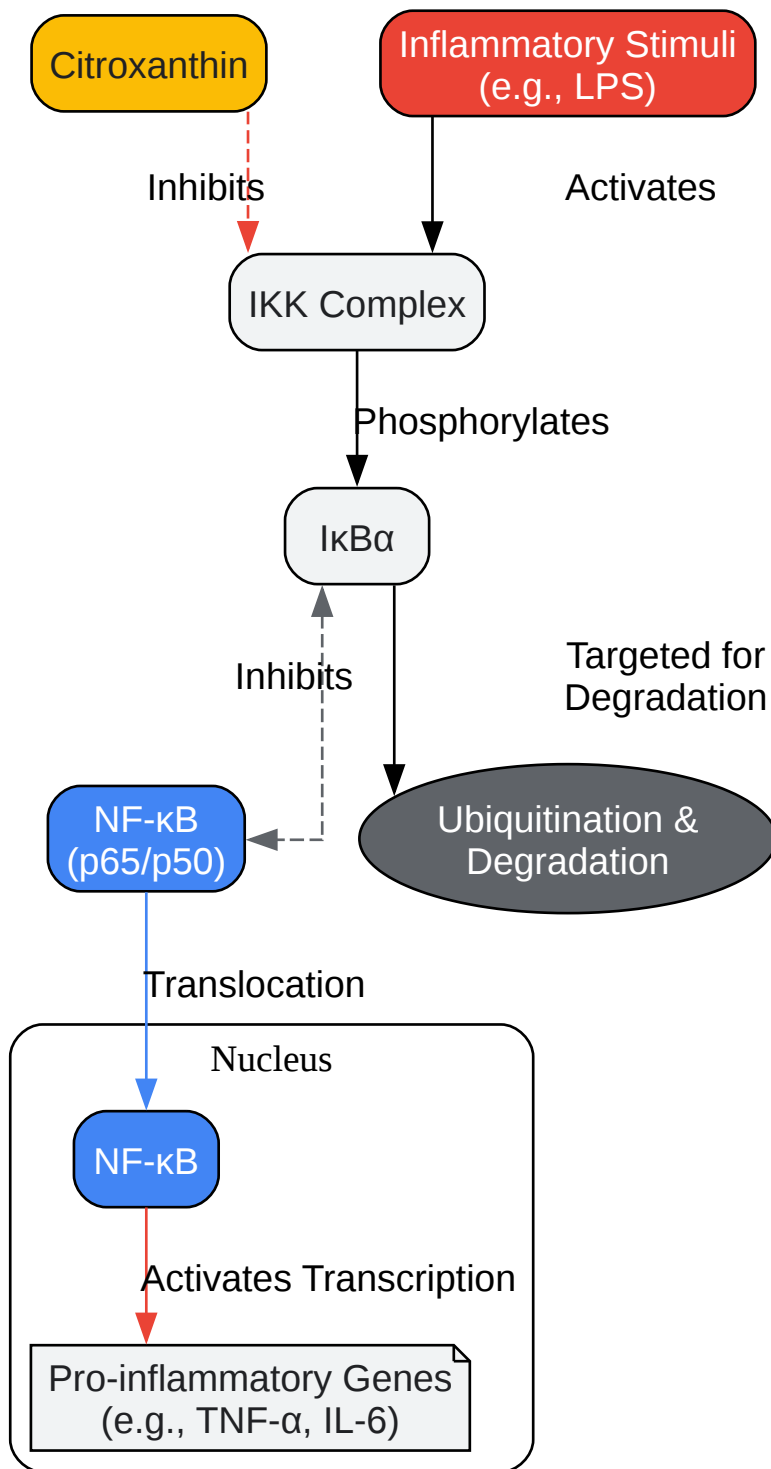 Citroxanthin
Inflammatory Stimuli
(e.g., LPS)
Inhibits
Activates
IKK Complex
Phosphorylates
IκBα
Inhibits
Targeted for
Degradation
NF-κB
(p65/p50)
Ubiquitination &
Degradation
Translocation
Nucleus
NF-κB
Activates Transcription
Pro-inflammatory Genes
(e.g., TNF-α, IL-6)